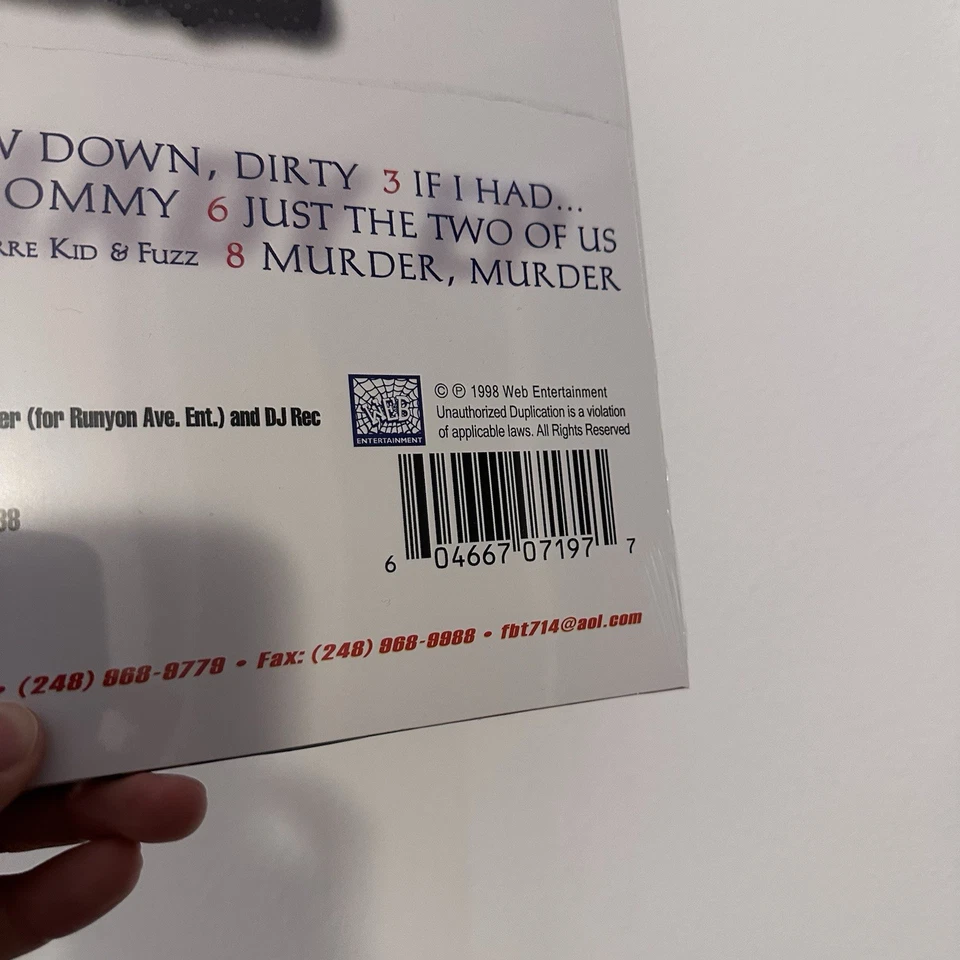 DOWN, DIRTY 3 IF I HAD...
OMMY 6 JUST THE TWO OF US
RRE KID & FUZZ 8 MURDER, MURDER
er (for Runyon Ave. Ent.) and DJ Rec
WEB
ENTERTAINMENT
© ℗ 1998 Web Entertainment
Unauthorized Duplication is a violation
of applicable laws. All Rights Reserved
6 04667 07197 7
• (248) 968-9779 • Fax: (248) 968-9988 • fbt714@aol.com